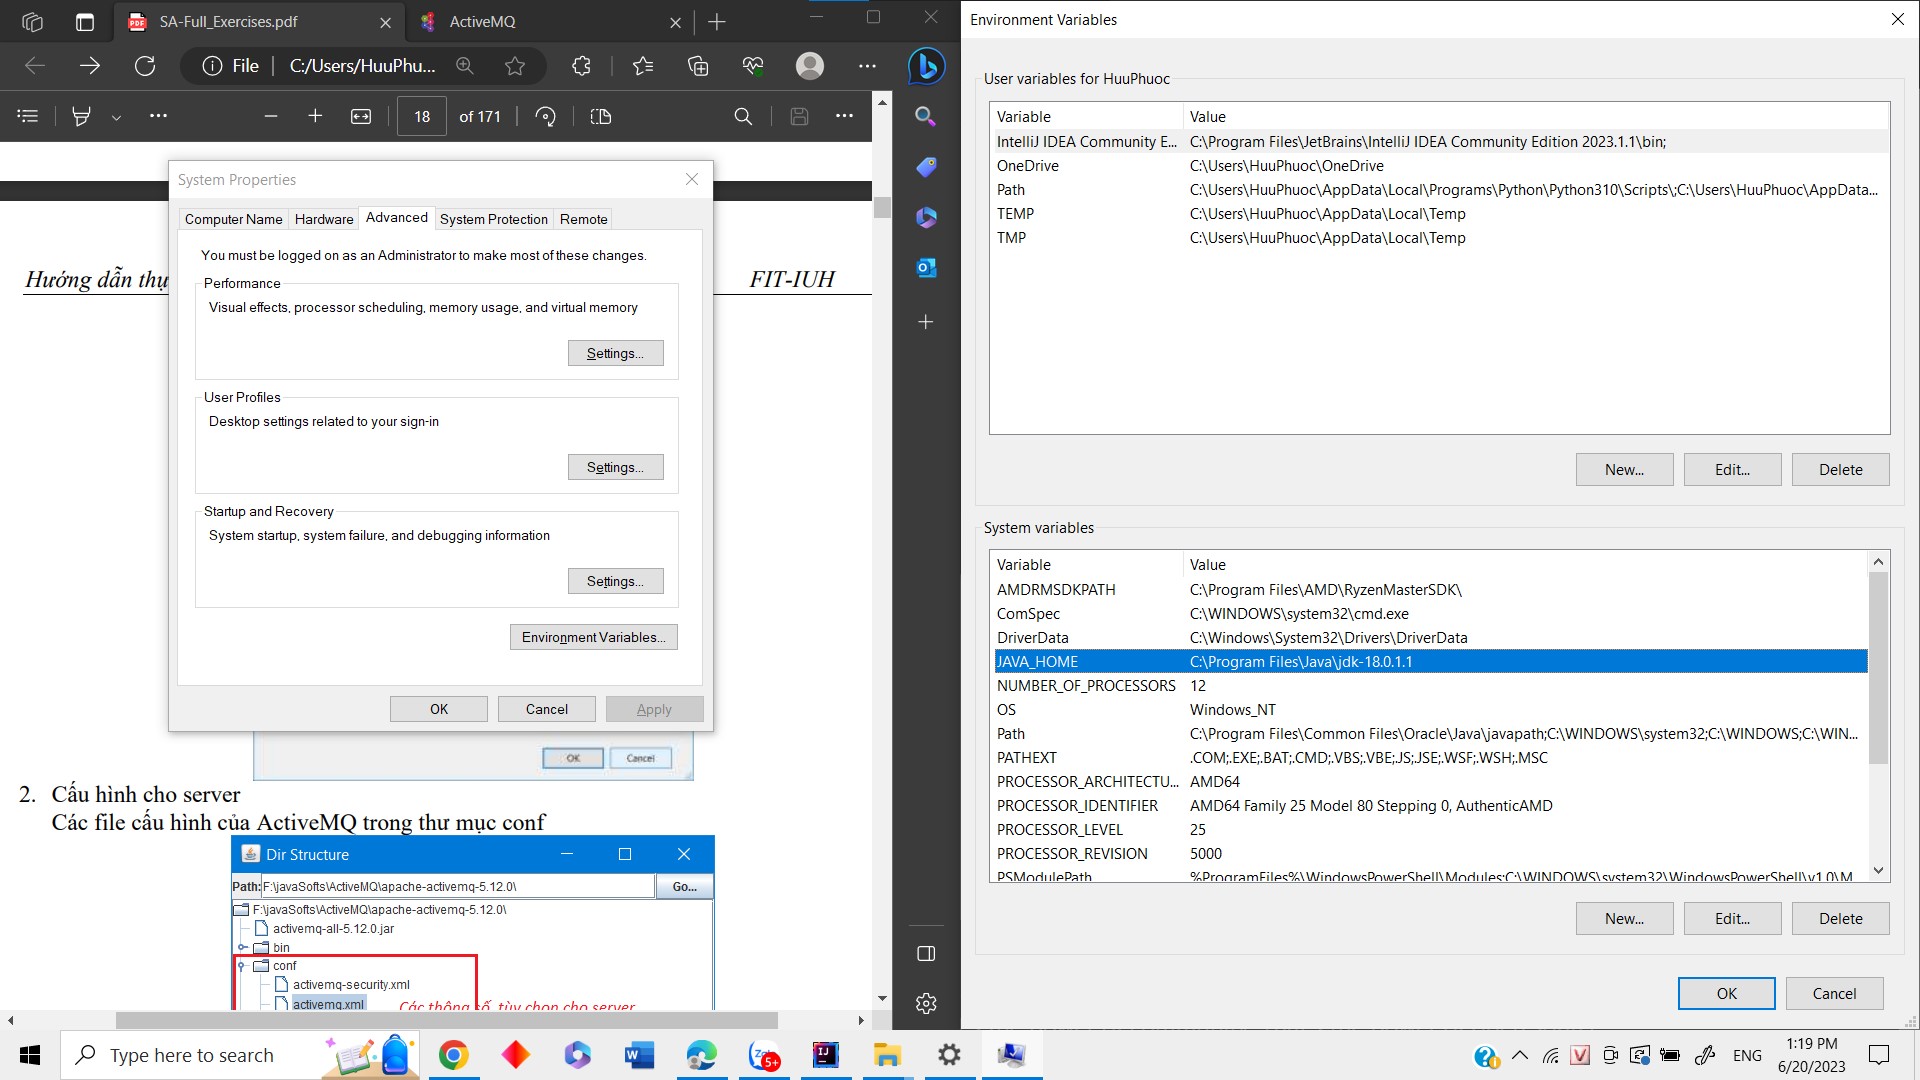 SA-Full_Exercises.pdf
ActiveMQ
File
C:/Users/HuuPhu...
18
of 171
Hướng dẫn thự
FIT-IUH
System Properties
Computer Name
Hardware
Advanced
System Protection
Remote
You must be logged on as an Administrator to make most of these changes.
Performance
Visual effects, processor scheduling, memory usage, and virtual memory
Settings...
User Profiles
Desktop settings related to your sign-in
Settings...
Startup and Recovery
System startup, system failure, and debugging information
Settings...
Environment Variables...
OK
Cancel
Apply
OK
Cancel
2. Cấu hình cho server
Các file cấu hình của ActiveMQ trong thư mục conf
Dir Structure
Path: F:\javaSofts\ActiveMQ\apache-activemq-5.12.0\
Go...
F:\javaSofts\ActiveMQ\apache-activemq-5.12.0\
activemq-all-5.12.0.jar
bin
conf
activemq-security.xml
activemq.xml
Các thông số, tùy chọn cho server
Environment Variables
User variables for HuuPhuoc
Variable Value
IntelliJ IDEA Community E... C:\Program Files\JetBrains\IntelliJ IDEA Community Edition 2023.1.1\bin;
OneDrive C:\Users\HuuPhuoc\OneDrive
Path C:\Users\HuuPhuoc\AppData\Local\Programs\Python\Python310\Scripts\;C:\Users\HuuPhuoc\AppData...
TEMP C:\Users\HuuPhuoc\AppData\Local\Temp
TMP C:\Users\HuuPhuoc\AppData\Local\Temp
New...
Edit...
Delete
System variables
Variable Value
AMDRMSDKPATH C:\Program Files\AMD\RyzenMasterSDK\
ComSpec C:\WINDOWS\system32\cmd.exe
DriverData C:\Windows\System32\Drivers\DriverData
JAVA_HOME C:\Program Files\Java\jdk-18.0.1.1
NUMBER_OF_PROCESSORS 12
OS Windows_NT
Path C:\Program Files\Common Files\Oracle\Java\javapath;C:\WINDOWS\system32;C:\WINDOWS;C:\WIN...
PATHEXT .COM;.EXE;.BAT;.CMD;.VBS;.VBE;.JS;.JSE;.WSF;.WSH;.MSC
PROCESSOR_ARCHITECTU... AMD64
PROCESSOR_IDENTIFIER AMD64 Family 25 Model 80 Stepping 0, AuthenticAMD
PROCESSOR_LEVEL 25
PROCESSOR_REVISION 5000
PSModulePath %ProgramFiles%\WindowsPowerShell\Modules;C:\WINDOWS\system32\WindowsPowerShell\v1.0\M...
New...
Edit...
Delete
OK
Cancel
Type here to search
5+
ENG
1:19 PM
6/20/2023